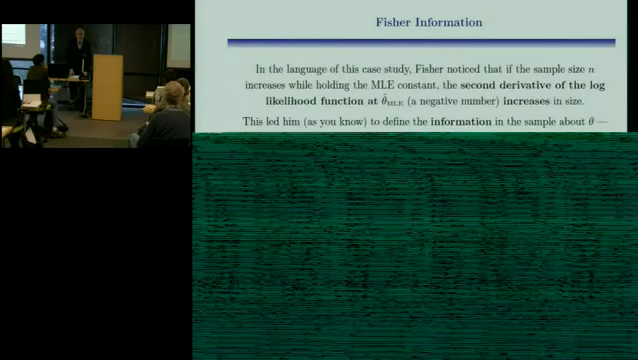 Fisher Information
In the language of this case study, Fisher noticed that if the sample size n
increases while holding the MLE constant, the second derivative of the log
likelihood function at θ̂MLE (a negative number) increases in size.
This led him (as you know) to define the information in the sample about θ —